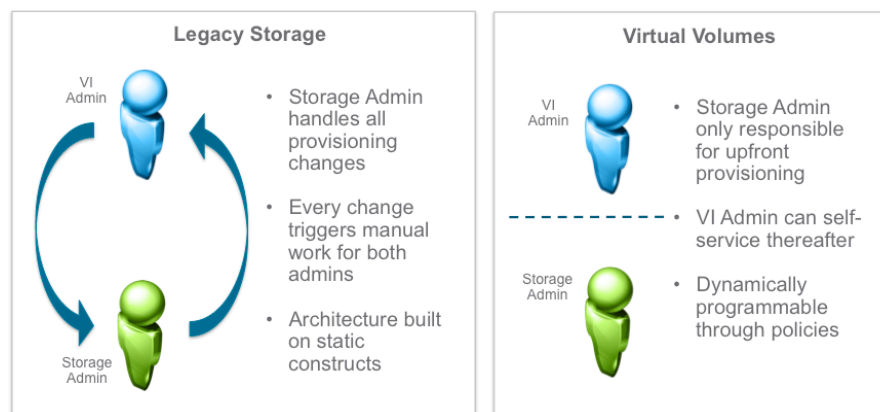 Legacy Storage
VI
Admin
• Storage Admin
handles all
provisioning
changes
• Every change
triggers manual
work for both
admins
• Architecture built
on static
constructs
Storage
Admin
Virtual Volumes
VI
Admin
• Storage Admin
only responsible
for upfront
provisioning
• VI Admin can self-
service thereafter
Storage
Admin
• Dynamically
programmable
through policies